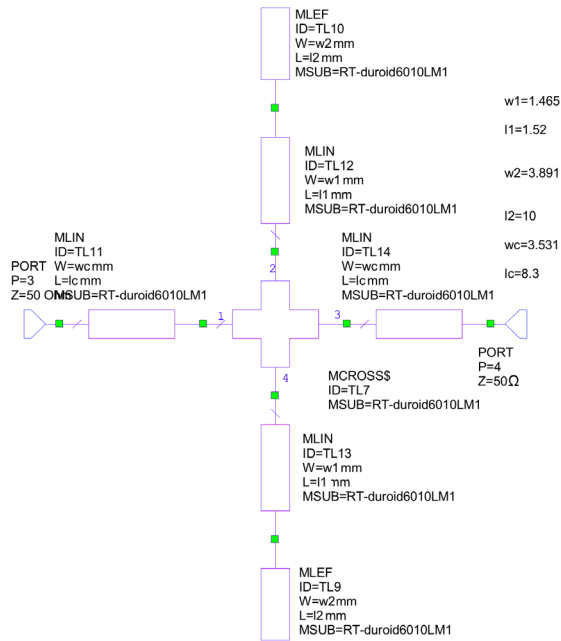 MLEF
ID=TL10
W=w2 mm
L=l2 mm
MSUB=RT-duroid6010LM1
w1=1.465
l1=1.52
w2=3.891
l2=10
wc=3.531
lc=8.3
MLIN
ID=TL12
W=w1 mm
L=l1 mm
MSUB=RT-duroid6010LM1
MLIN
ID=TL11
W=wc mm
L=lc mm
MSUB=RT-duroid6010LM1
PORT
P=3
Z=50
MLIN
ID=TL14
W=wc mm
L=lc mm
MSUB=RT-duroid6010LM1
2
1
3
4
PORT
P=4
Z=50Ω
MCROSS$
ID=TL7
MSUB=RT-duroid6010LM1
MLIN
ID=TL13
W=w1 mm
L=l1 mm
MSUB=RT-duroid6010LM1
MLEF
ID=TL9
W=w2mm
L=l2 mm
MSUB=RT-duroid6010LM1